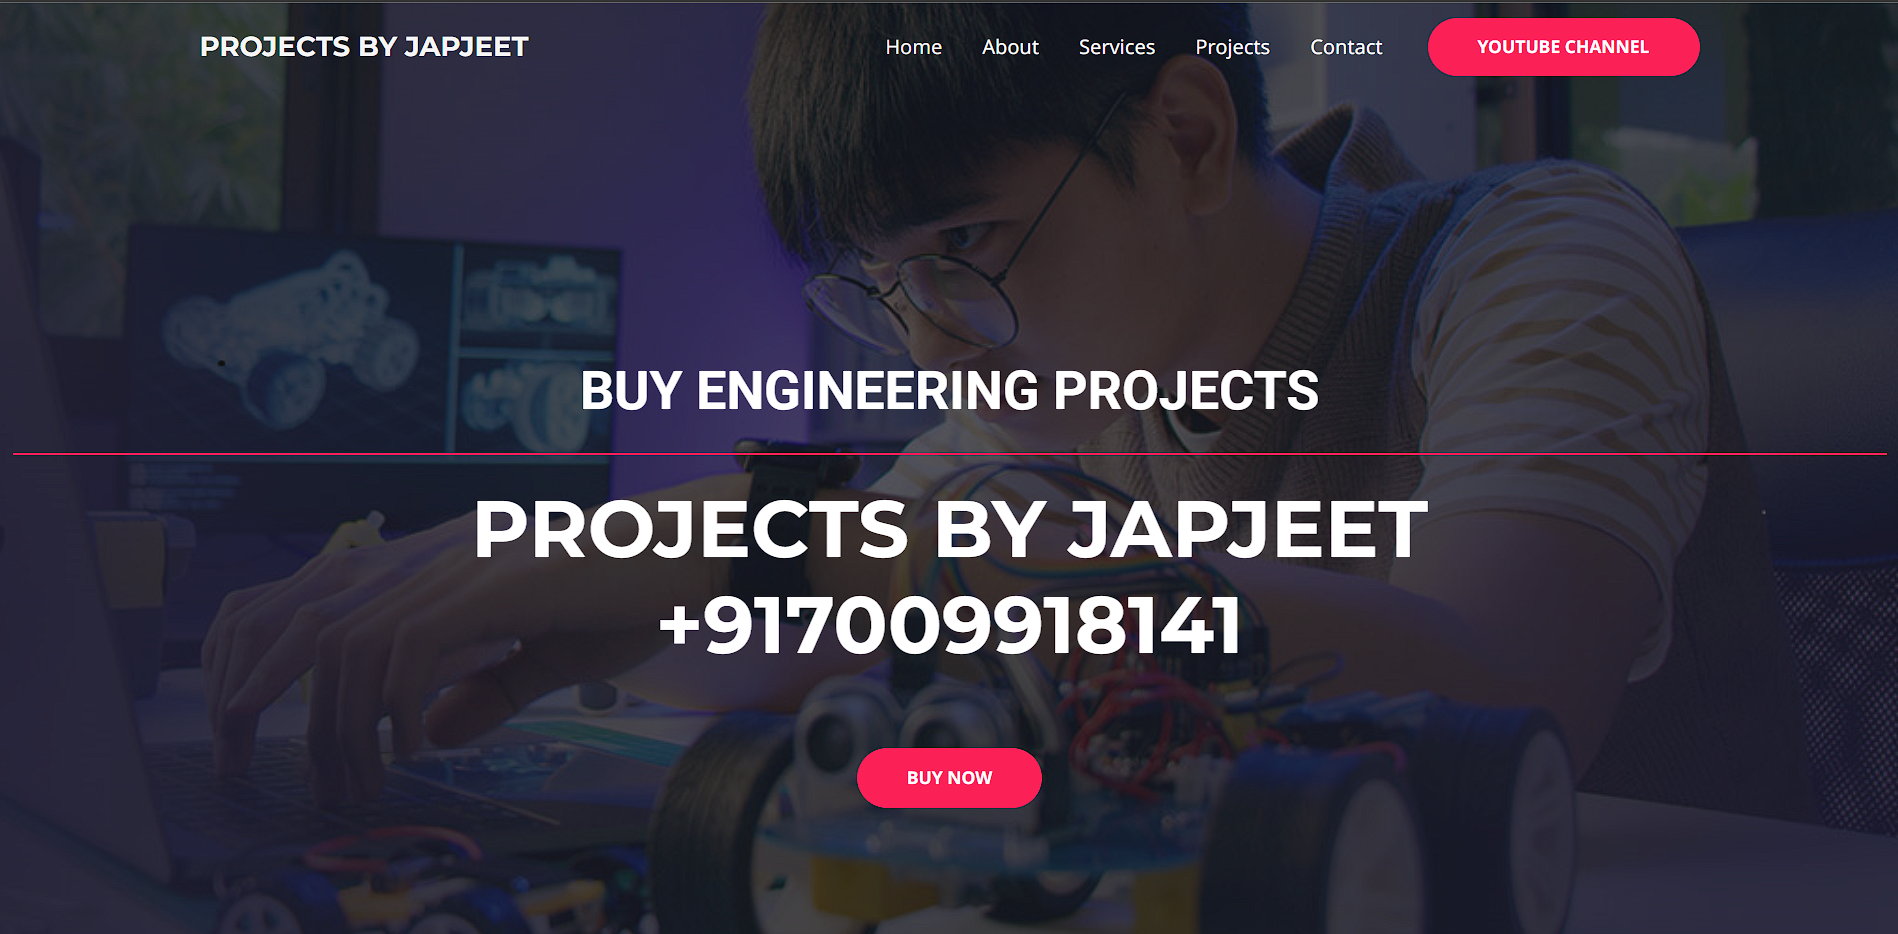 PROJECTS BY JAPJEET
Home About Services Projects Contact YOUTUBE CHANNEL
BUY ENGINEERING PROJECTS
PROJECTS BY JAPJEET
+917009918141
BUY NOW